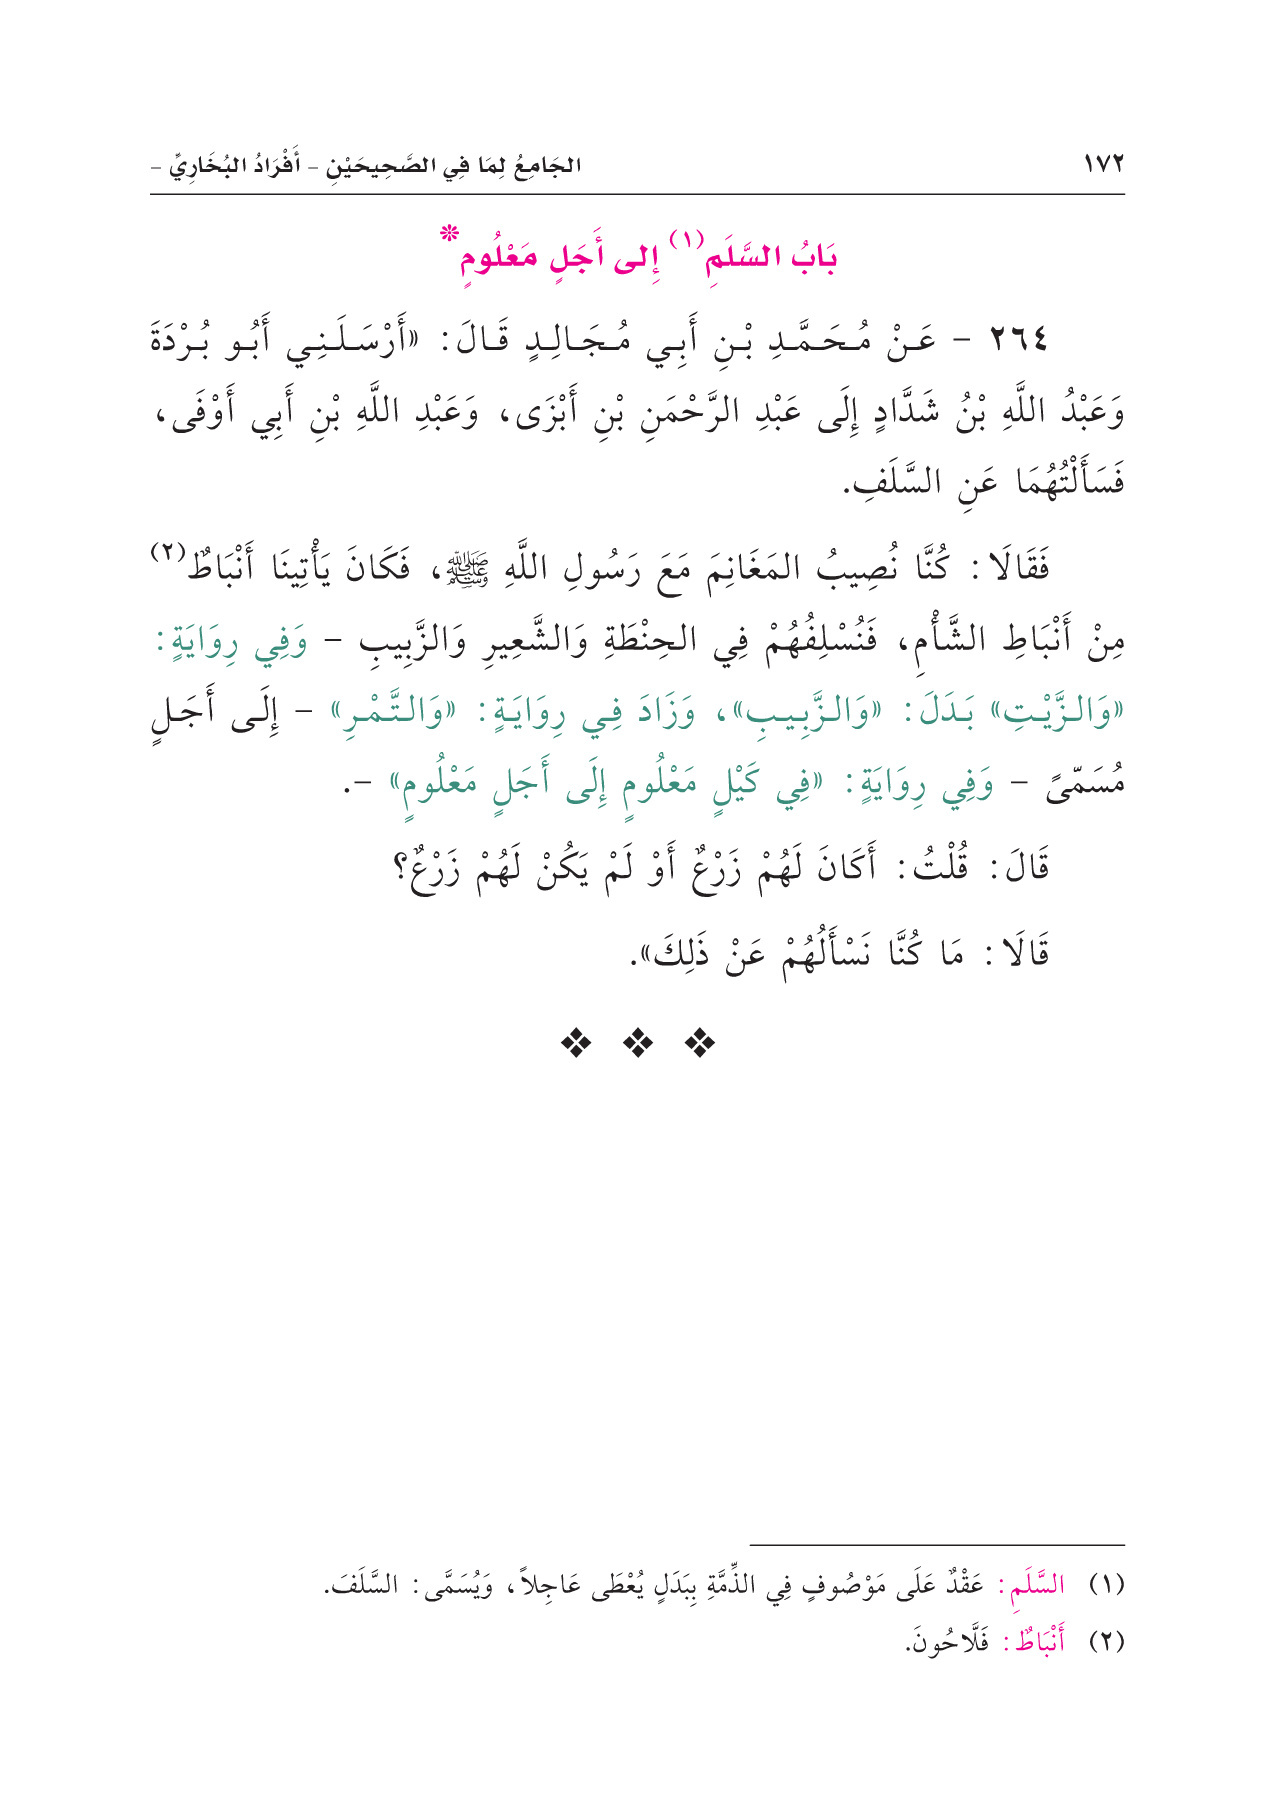 ١٧٢ الجَامِعُ لِمَا فِي الصَّحِيحَيْنِ – أَفْرَادُ البُخَارِيِّ –
بَابُ السَّلَمِ(١) إِلى أَجَلٍ مَعْلُومٍ*
٢٦٤ – عَنْ مُحَمَّدِ بْنِ أَبِي مُجَالِدٍ قَالَ: «أَرْسَلَنِي أَبُو بُرْدَةَ
وَعَبْدُ اللَّهِ بْنُ شَدَّادٍ إِلَى عَبْدِ الرَّحْمَنِ بْنِ أَبْزَى، وَعَبْدِ اللَّهِ بْنِ أَبِي أَوْفَى،
فَسَأَلْتُهُمَا عَنِ السَّلَفِ.
فَقَالَا: كُنَّا نُصِيبُ المَغَانِمَ مَعَ رَسُولِ اللَّهِ ﷺ، فَكَانَ يَأْتِينَا أَنْبَاطٌ(٢)
مِنْ أَنْبَاطِ الشَّأْمِ، فَنُسْلِفُهُمْ فِي الحِنْطَةِ وَالشَّعِيرِ وَالزَّبِيبِ – وَفِي رِوَايَةٍ:
«وَالزَّيْتِ» بَدَلَ: «وَالزَّبِيبِ»، وَزَادَ فِي رِوَايَةٍ: «وَالتَّمْرِ» – إِلَى أَجَلٍ
مُسَمّىً – وَفِي رِوَايَةٍ: «فِي كَيْلٍ مَعْلُومٍ إِلَى أَجَلٍ مَعْلُومٍ» –.
قَالَ: قُلْتُ: أَكَانَ لَهُمْ زَرْعٌ أَوْ لَمْ يَكُنْ لَهُمْ زَرْعٌ؟
قَالَا: مَا كُنَّا نَسْأَلُهُمْ عَنْ ذَلِكَ».
(١) السَّلَمِ: عَقْدٌ عَلَى مَوْصُوفٍ فِي الذِّمَّةِ بِبَدَلٍ يُعْطَى عَاجِلاً، وَيُسَمَّى: السَّلَفَ.
(٢) أَنْبَاطٌ: فَلَّاحُونَ.